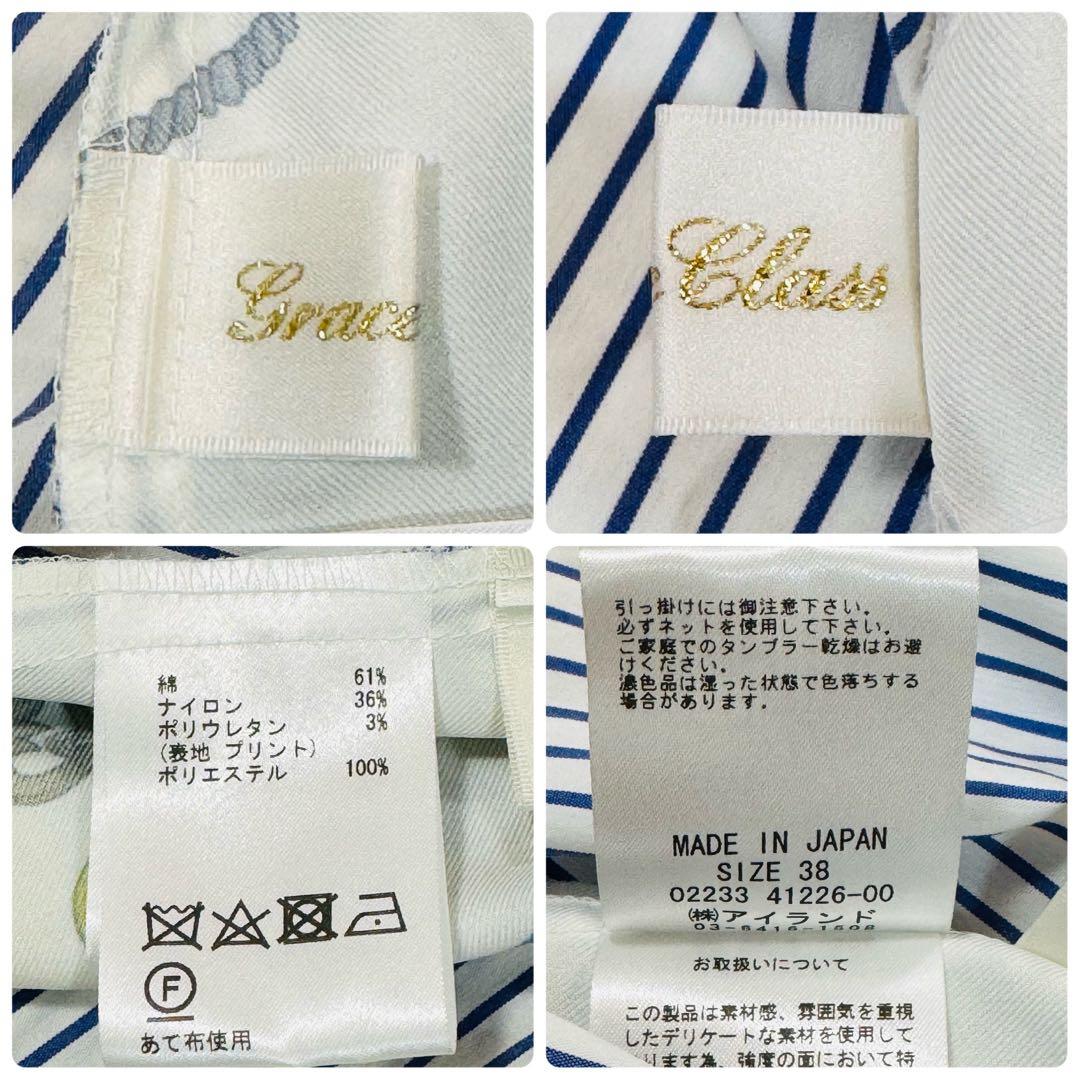 Grace
Class
綿 61%
ナイロン 36%
ポリウレタン 3%
(表地 プリント)
ポリエステル 100%
F
あて布使用
引っ掛けには御注意下さい。
必ずネットを使用して下さい。
ご家庭でのタンブラー乾燥はお避
けください。
濃色品は湿った状態で色落ちする
場合があります。
MADE IN JAPAN
SIZE 38
02233 41226-00
㈱アイランド
お取扱いについて
この製品は素材感、雰囲気を重視
したデリケートな素材を使用して
ります為、強度の面において特